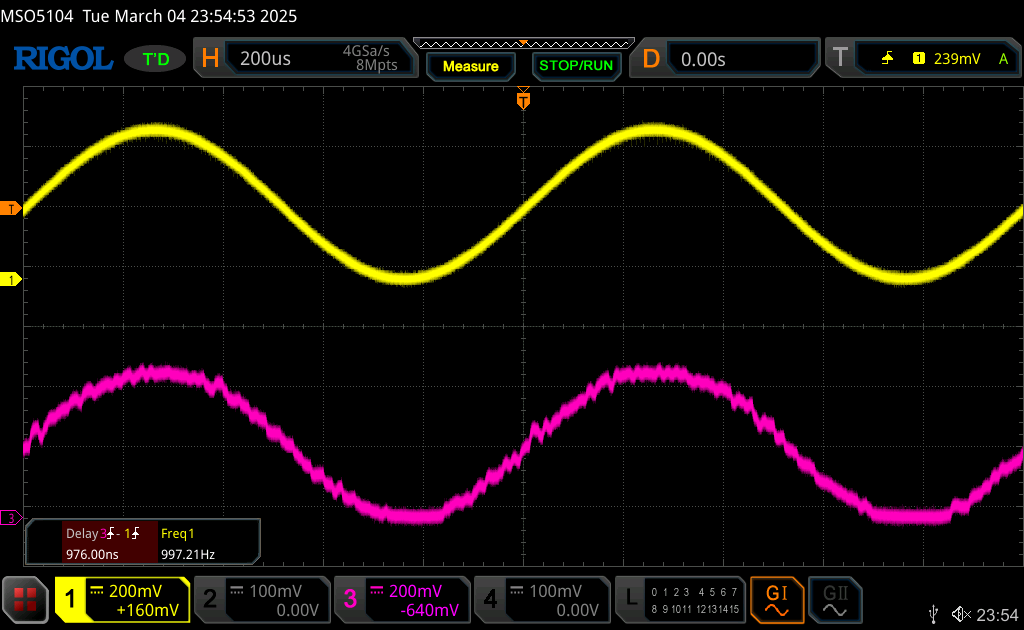 MSO5104 Tue March 04 23:54:53 2025
RIGOL T'D H 200us 4GSa/s 8Mpts Measure STOP/RUN D 0.00s T 1 239mV A
T
T
1
3
Delay3 - 1 Freq1
976.00ns 997.21Hz
1 200mV +160mV 2 100mV 0.00V 3 200mV -640mV 4 100mV 0.00V L 0 1 2 3 4 5 6 7 GI GII
8 9 10 11 12 13 14 15
23:54